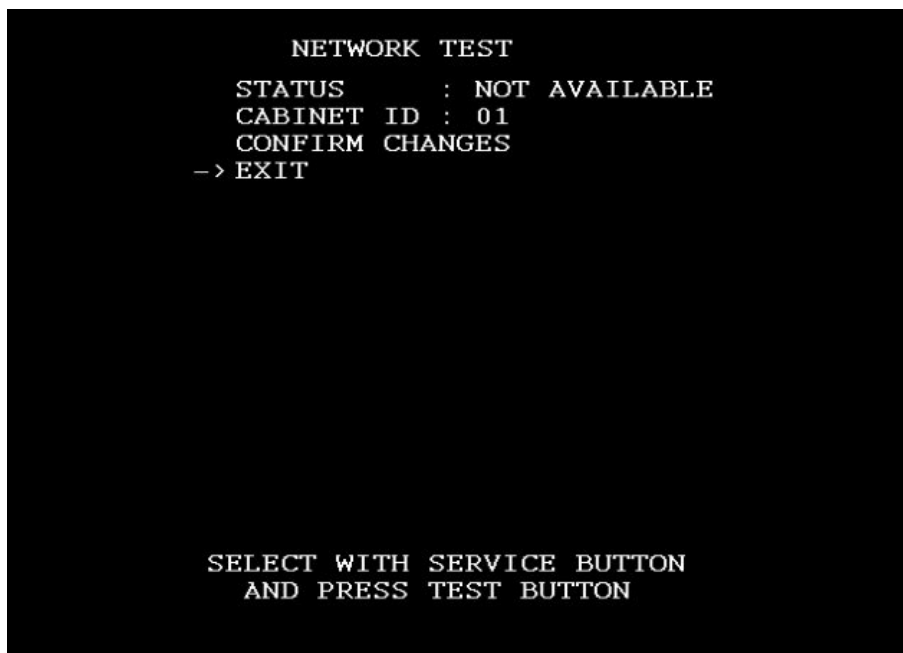 NETWORK TEST
STATUS : NOT AVAILABLE
CABINET ID : 01
CONFIRM CHANGES
-> EXIT
SELECT WITH SERVICE BUTTON
AND PRESS TEST BUTTON